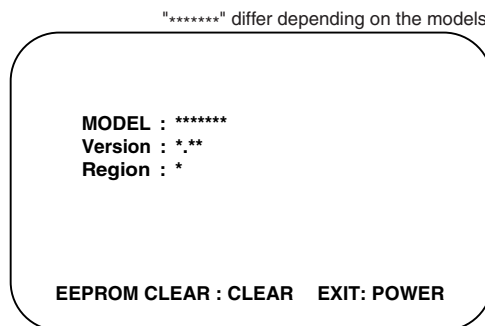 "*******" differ depending on the models
MODEL : *******
Version : *.**
Region : *
EEPROM CLEAR : CLEAR EXIT: POWER